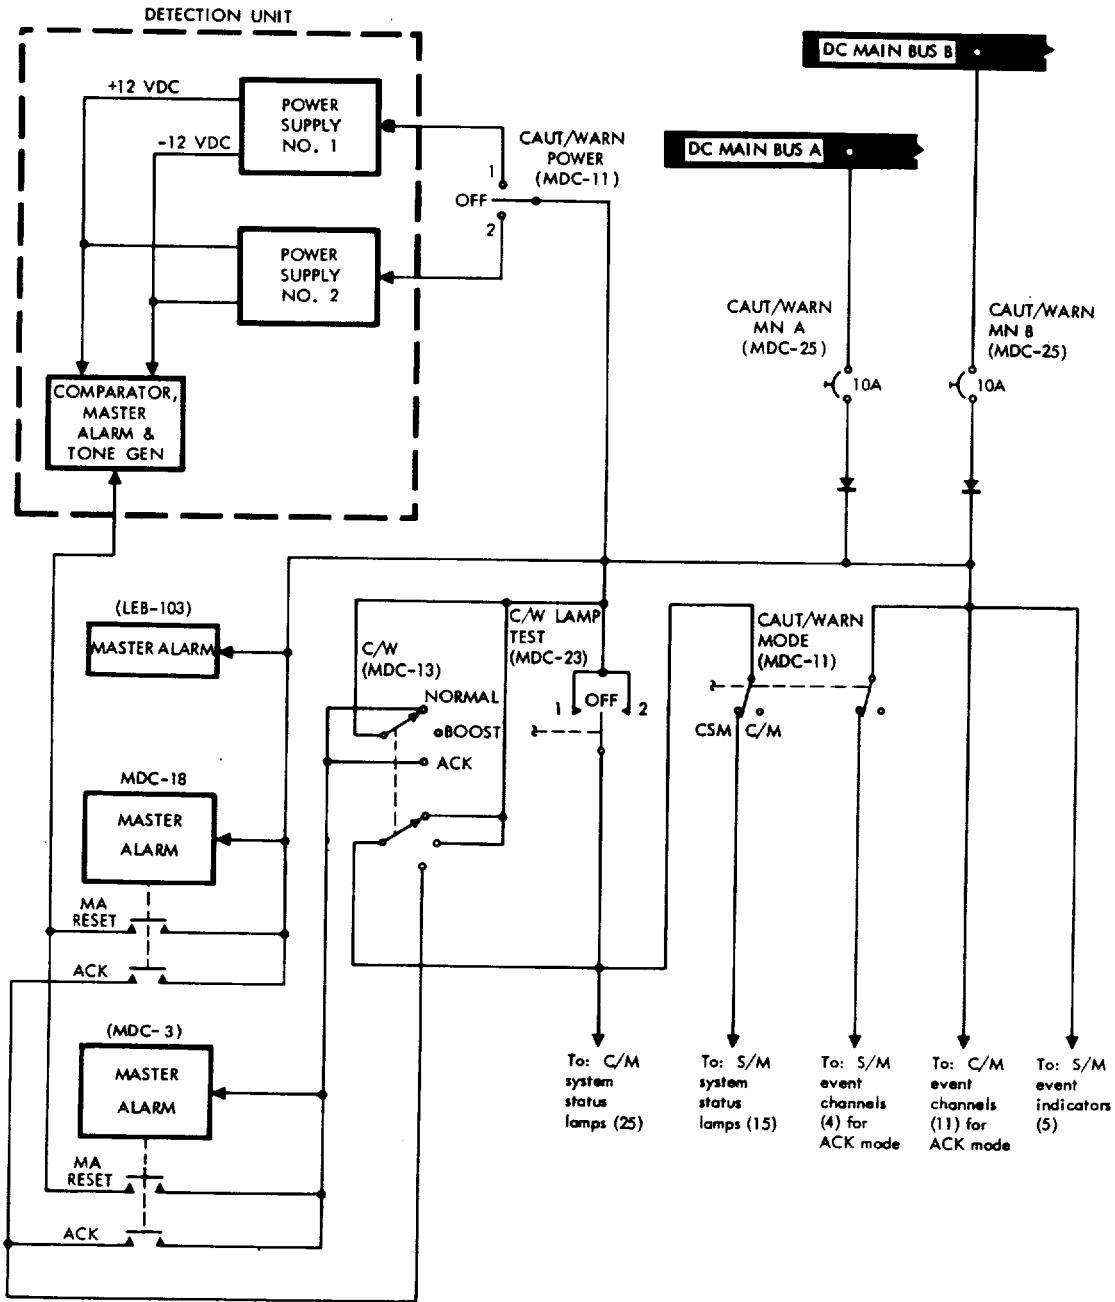 DETECTION UNIT
DC MAIN BUS B
+12 VDC
POWER
SUPPLY
NO. 1
-12 VDC
CAUT/WARN
POWER
(MDC-11)
DC MAIN BUS A
1
OFF
2
POWER
SUPPLY
NO. 2
CAUT/WARN
MN A
(MDC-25)
CAUT/WARN
MN B
(MDC-25)
10A
10A
COMPARATOR,
MASTER
ALARM &
TONE GEN
(LEB-103)
MASTER ALARM
C/W
(MDC-13)
C/W LAMP
TEST
(MDC-23)
CAUT/WARN
MODE
(MDC-11)
NORMAL
BOOST
ACK
1
OFF
2
CSM
C/M
MDC-18
MASTER
ALARM
MA
RESET
ACK
(MDC-3)
MASTER
ALARM
MA
RESET
ACK
To: C/M
system
status
lamps (25)
To: S/M
system
status
lamps (15)
To: S/M
event
channels
(4) for
ACK mode
To: C/M
event
channels
(11) for
ACK mode
To: S/M
event
indicators
(5)